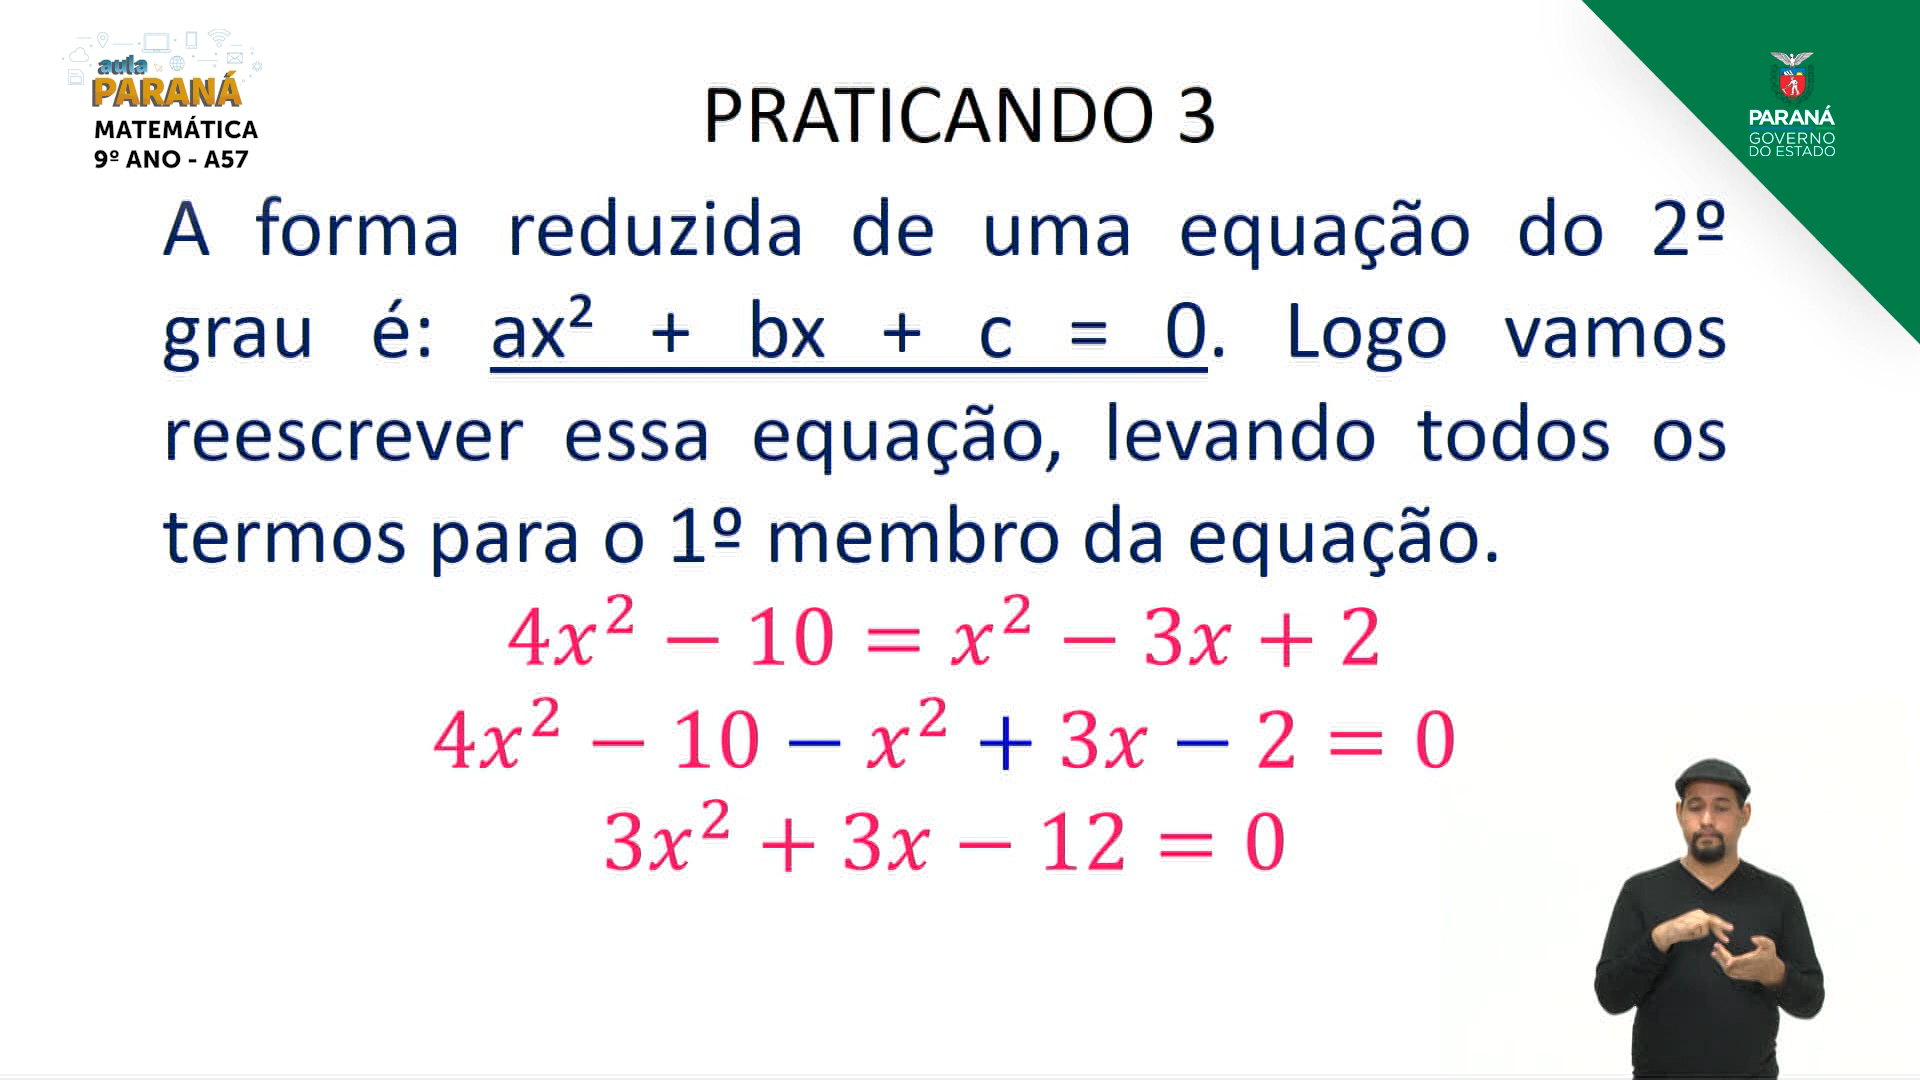 aula
PARANÁ
MATEMÁTICA
9º ANO - A57
PRATICANDO 3
PARANÁ
GOVERNO
DO ESTADO
A forma reduzida de uma equação do 2º
grau é: ax² + bx + c = 0. Logo vamos
reescrever essa equação, levando todos os
termos para o 1º membro da equação.
4x² − 10 = x² − 3x + 2
4x² − 10 − x² + 3x − 2 = 0
3x² + 3x − 12 = 0